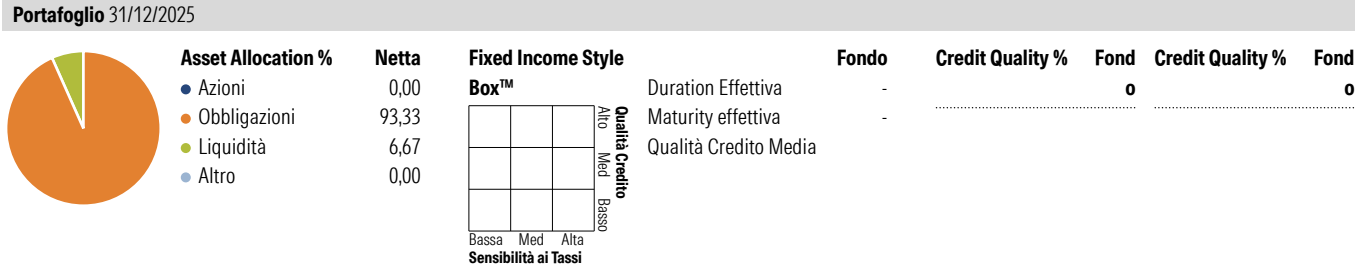 Portafoglio 31/12/2025
Asset Allocation % Netta
Azioni 0,00
Obbligazioni 93,33
Liquidità 6,67
Altro 0,00
Fixed Income Style
Box™
Alto Med Basso
Qualità Credito
Bassa Med Alta
Sensibilità ai Tassi
Fondo
Duration Effettiva -
Maturity effettiva -
Qualità Credito Media
Credit Quality % Fond
o
Credit Quality % Fond
o